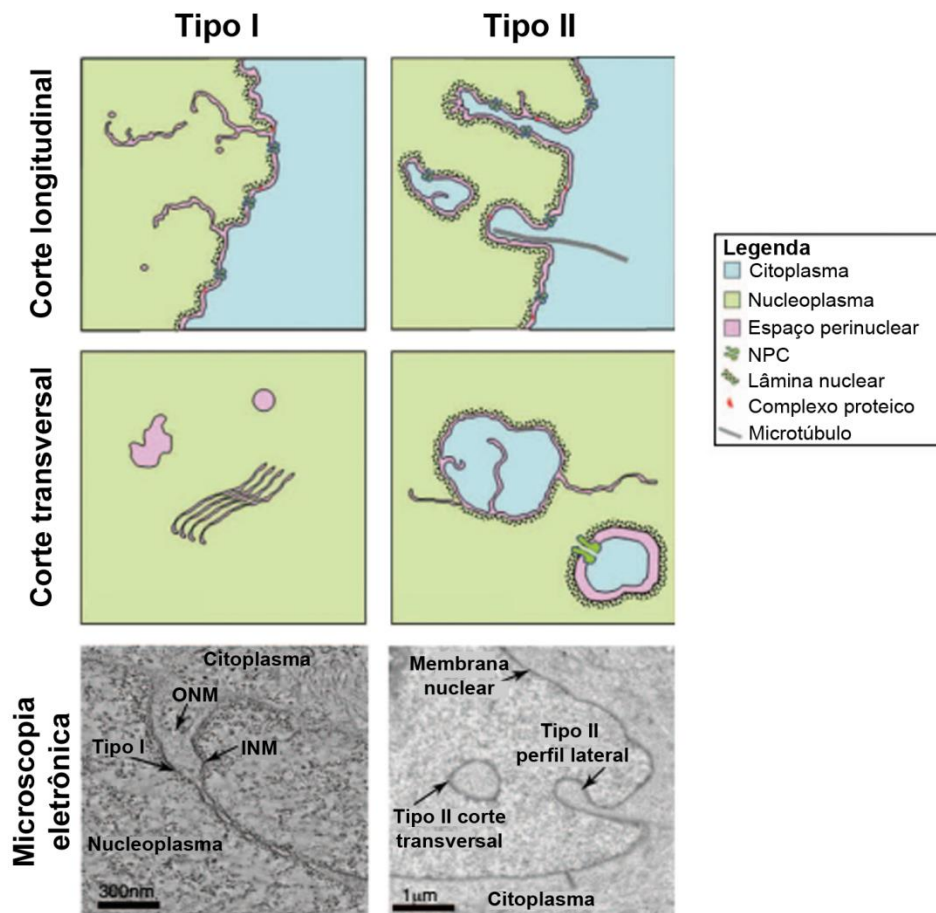 Tipo I
Tipo II
Corte longitudinal
Legenda
Citoplasma
Nucleoplasma
Espaço perinuclear
NPC
Lâmina nuclear
Complexo proteico
Microtúbulo
Corte transversal
Microscopia
eletrônica
Citoplasma
ONM
Tipo I
INM
Nucleoplasma
300nm
Membrana
nuclear
Tipo II
perfil lateral
Tipo II corte
transversal
1µm
Citoplasma